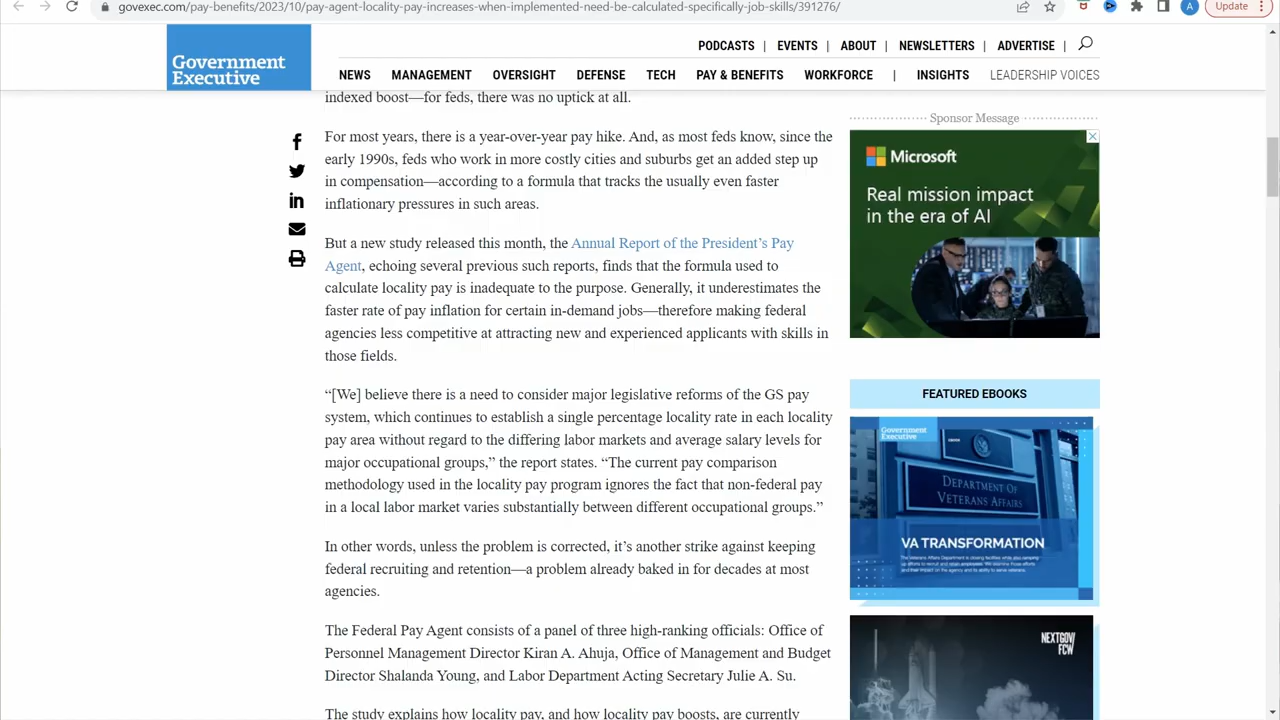 govexec.com/pay-benefits/2023/10/pay-agent-locality-pay-increases-when-implemented-need-be-calculated-specifically-job-skills/391276/
A
Update
Government
Executive
PODCASTS | EVENTS | ABOUT | NEWSLETTERS | ADVERTISE |
NEWS MANAGEMENT OVERSIGHT DEFENSE TECH PAY & BENEFITS WORKFORCE | INSIGHTS LEADERSHIP VOICES
indexed boost—for feds, there was no uptick at all.
For most years, there is a year-over-year pay hike. And, as most feds know, since the
early 1990s, feds who work in more costly cities and suburbs get an added step up
in compensation—according to a formula that tracks the usually even faster
inflationary pressures in such areas.
But a new study released this month, the Annual Report of the President’s Pay
Agent, echoing several previous such reports, finds that the formula used to
calculate locality pay is inadequate to the purpose. Generally, it underestimates the
faster rate of pay inflation for certain in-demand jobs—therefore making federal
agencies less competitive at attracting new and experienced applicants with skills in
those fields.
“[We] believe there is a need to consider major legislative reforms of the GS pay
system, which continues to establish a single percentage locality rate in each locality
pay area without regard to the differing labor markets and average salary levels for
major occupational groups,” the report states. “The current pay comparison
methodology used in the locality pay program ignores the fact that non-federal pay
in a local labor market varies substantially between different occupational groups.”
In other words, unless the problem is corrected, it’s another strike against keeping
federal recruiting and retention—a problem already baked in for decades at most
agencies.
The Federal Pay Agent consists of a panel of three high-ranking officials: Office of
Personnel Management Director Kiran A. Ahuja, Office of Management and Budget
Director Shalanda Young, and Labor Department Acting Secretary Julie A. Su.
The study explains how locality pay, and how locality pay boosts, are currently
Sponsor Message
Microsoft
Real mission impact
in the era of AI
FEATURED EBOOKS
Government
Executive
DEPARTMENT OF
VETERANS AFFAIRS
VA TRANSFORMATION
NEXTGOV/
FCW